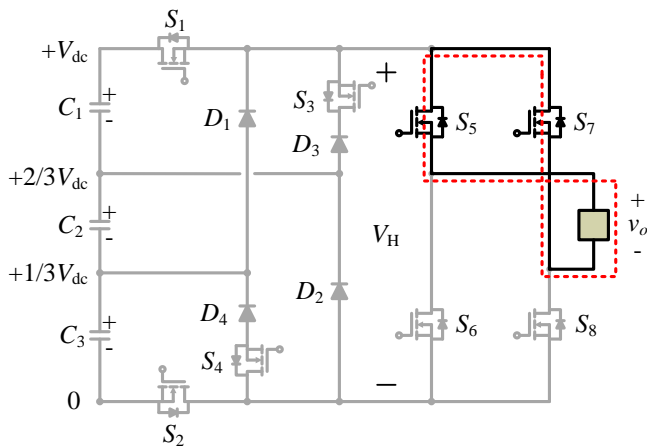 S1
+Vdc
+
C1
-
S3
+
D1
D3
S5
S7
+2/3Vdc
+
C2
-
VH
+
vo
-
+1/3Vdc
D2
+
C3
-
D4
S4
S6
S8
0
−
S2